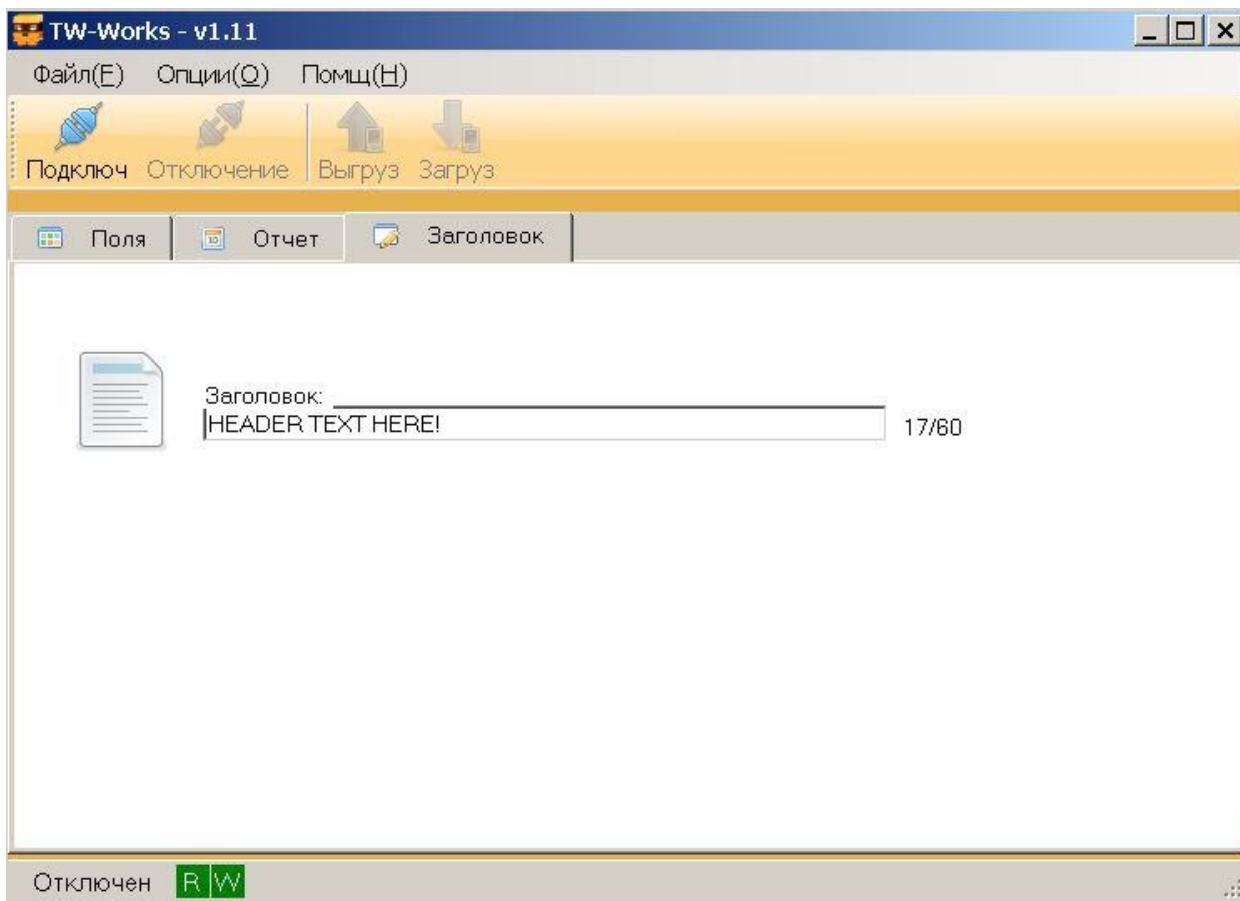 TW-Works - v1.11
Файл(F) Опции(O) Помщ(H)
Подключ Отключение Выгруз Загруз
Поля 10 Отчет Заголовок
Заголовок:
HEADER TEXT HERE! 17/60
Отключен R W